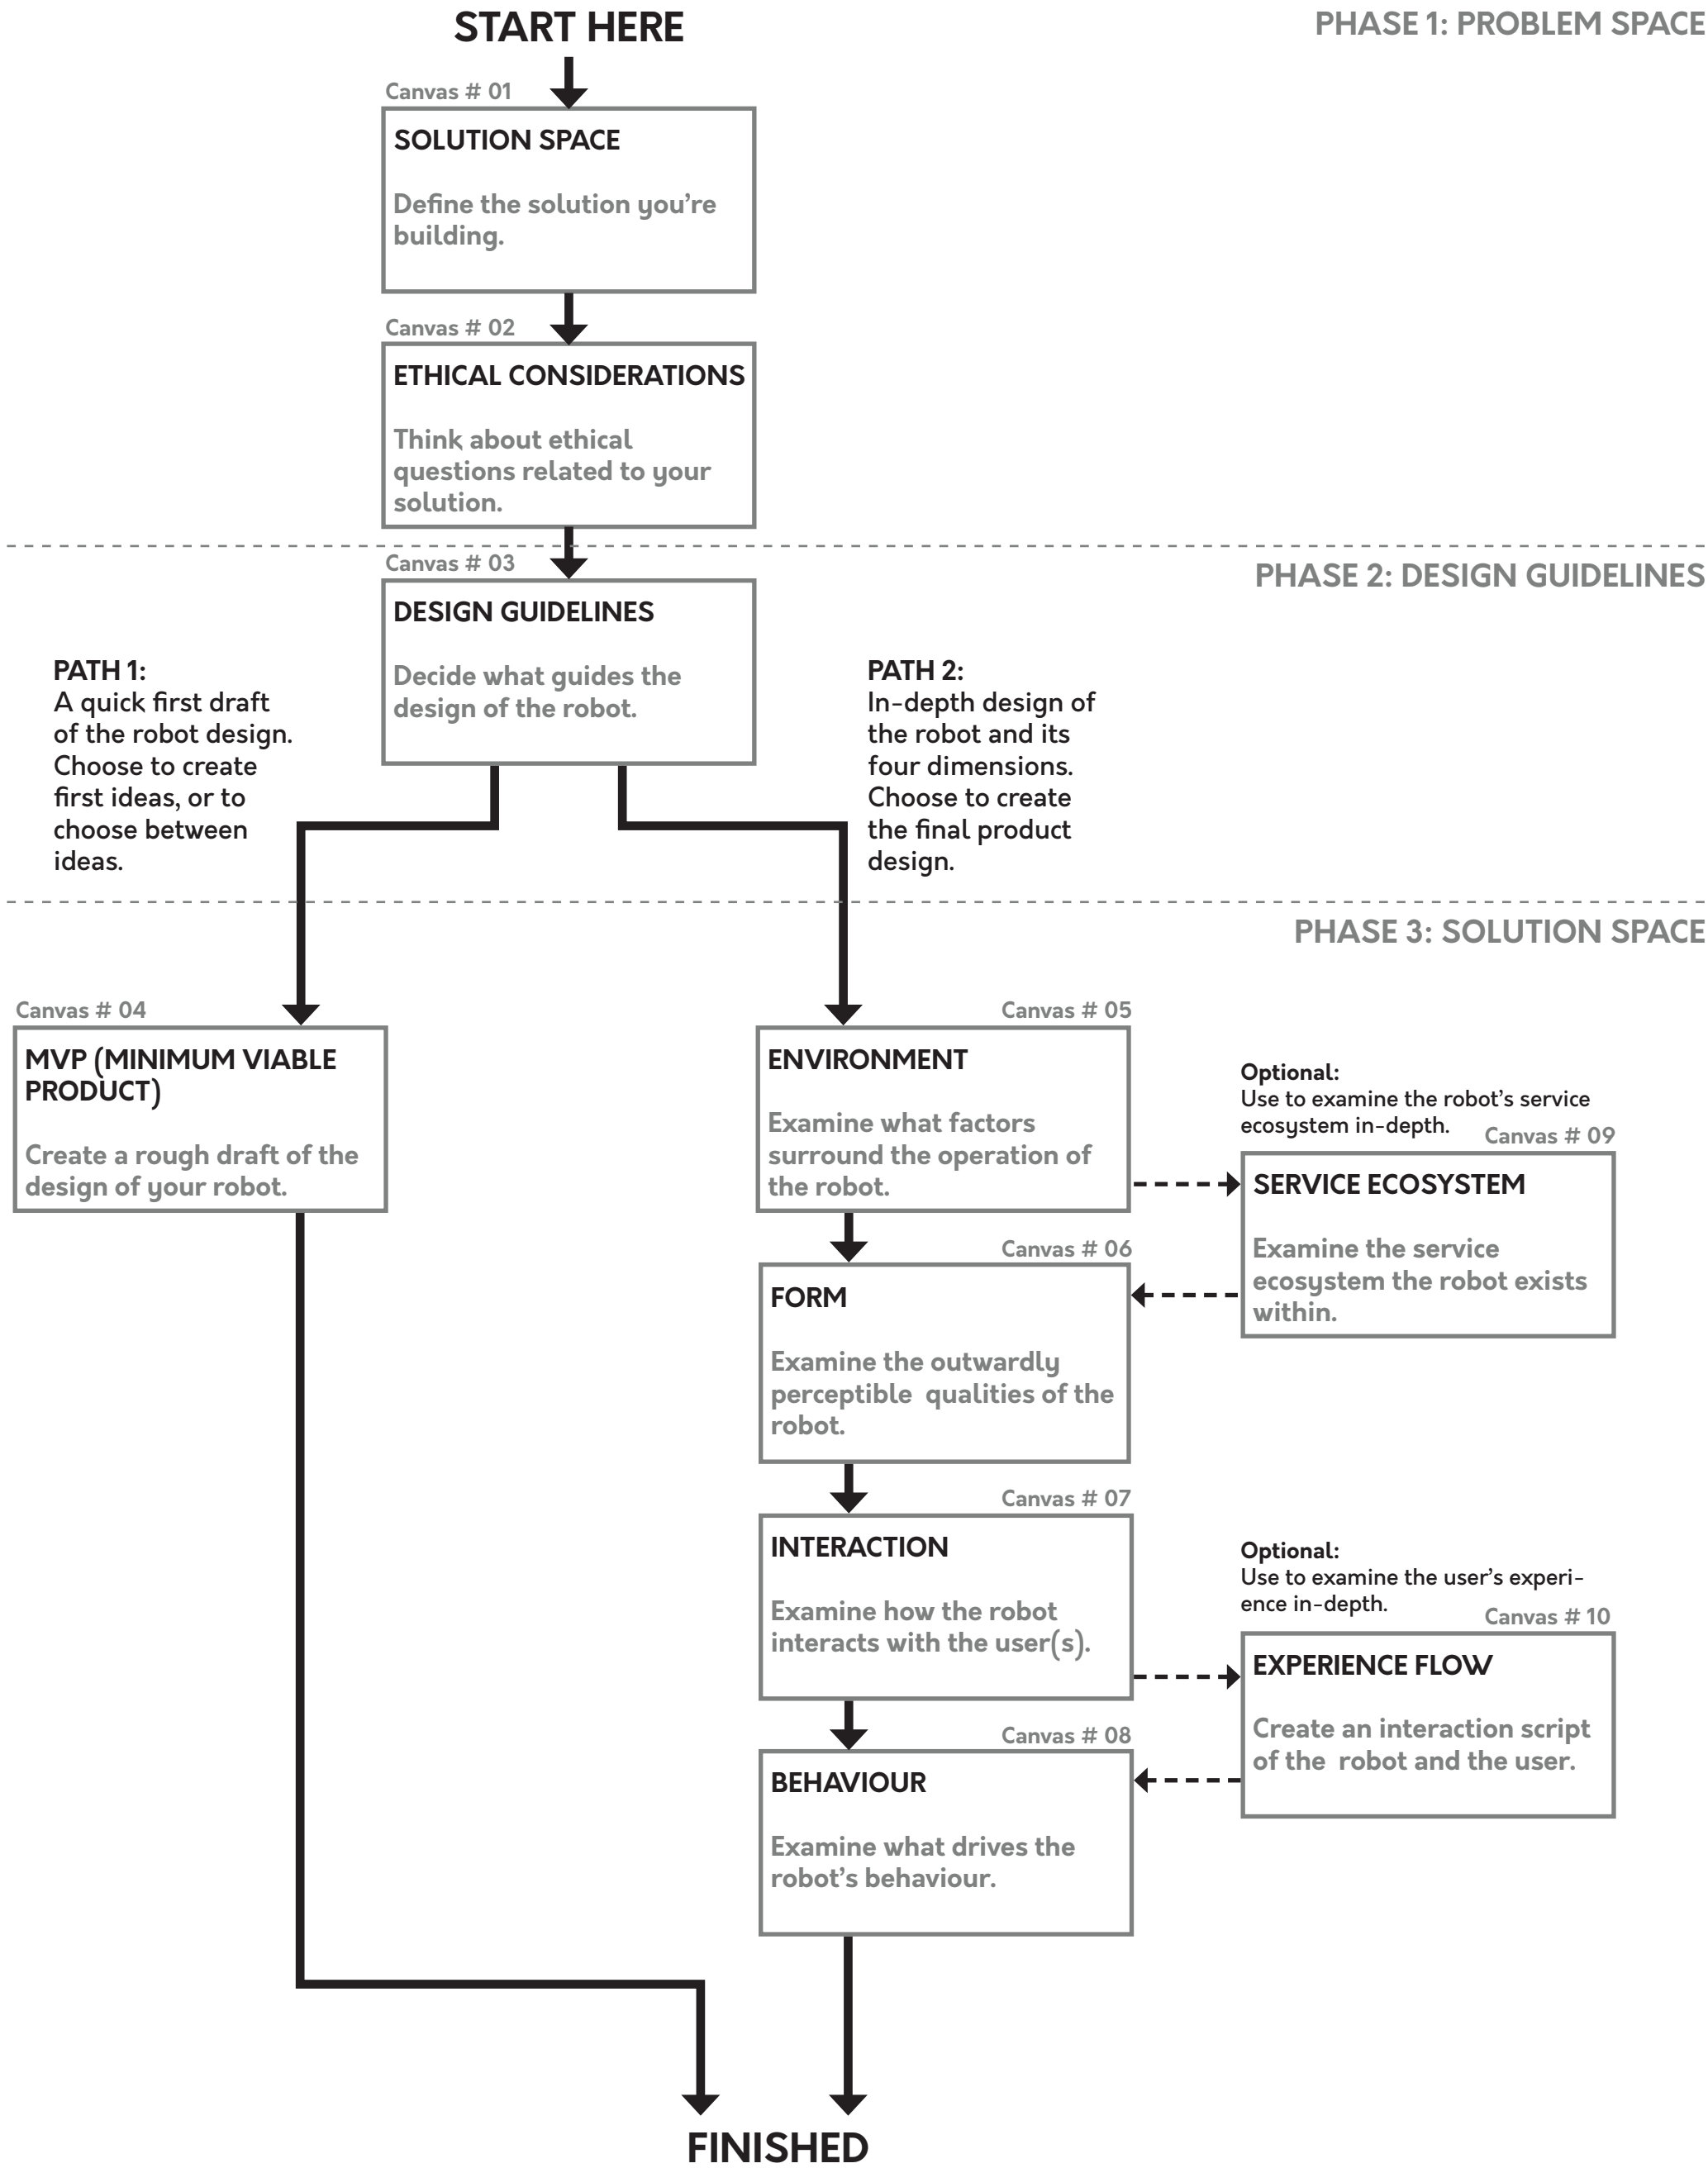 START HERE
PHASE 1: PROBLEM SPACE
Canvas # 01
SOLUTION SPACE
Define the solution you're
building.
Canvas # 02
ETHICAL CONSIDERATIONS
Think about ethical
questions related to your
solution.
PHASE 2: DESIGN GUIDELINES
Canvas # 03
DESIGN GUIDELINES
Decide what guides the
design of the robot.
PATH 1:
A quick first draft
of the robot design.
Choose to create
first ideas, or to
choose between
ideas.
PATH 2:
In-depth design of
the robot and its
four dimensions.
Choose to create
the final product
design.
PHASE 3: SOLUTION SPACE
Canvas # 04
MVP (MINIMUM VIABLE
PRODUCT)
Create a rough draft of the
design of your robot.
Canvas # 05
ENVIRONMENT
Examine what factors
surround the operation of
the robot.
Optional:
Use to examine the robot's service
ecosystem in-depth.
Canvas # 09
SERVICE ECOSYSTEM
Examine the service
ecosystem the robot exists
within.
Canvas # 06
FORM
Examine the outwardly
perceptible  qualities of the
robot.
Canvas # 07
INTERACTION
Examine how the robot
interacts with the user(s).
Optional:
Use to examine the user's experi-
ence in-depth.
Canvas # 10
EXPERIENCE FLOW
Create an interaction script
of the  robot and the user.
Canvas # 08
BEHAVIOUR
Examine what drives the
robot's behaviour.
FINISHED